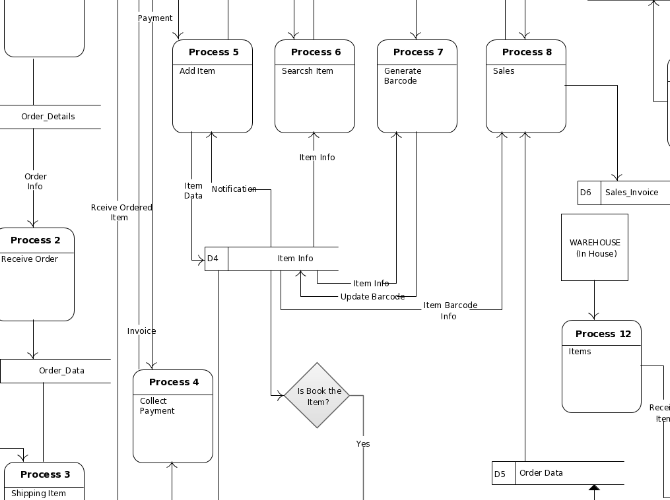 Payment
Process 5
Add Item
Process 6
Searcsh Item
Process 7
Generate
Barcode
Process 8
Sales
Order_Details
Order
Info
Item Info
Item
Data
Notification
D6
Sales_Invoice
Rceive Ordered
Item
Process 2
Receive Order
WAREHOUSE
(In House)
D4
Item Info
Item Info
Update Barcode
Item Barcode
Info
Invoice
Process 12
Items
Order_Data
Process 4
Collect
Payment
Is Book the
Item?
Yes
Process 3
Shipping Item
D5
Order Data